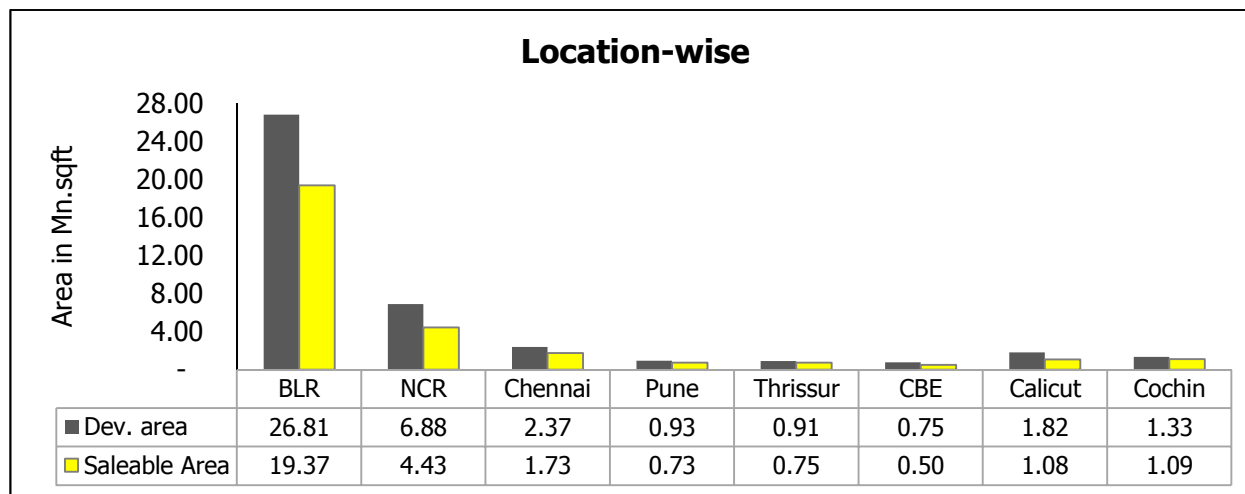 Location-wise
Area in Mn.sqft
28.00
24.00
20.00
16.00
12.00
8.00
4.00
-
BLR NCR Chennai Pune Thrissur CBE Calicut Cochin
Dev. area 26.81 6.88 2.37 0.93 0.91 0.75 1.82 1.33
Saleable Area 19.37 4.43 1.73 0.73 0.75 0.50 1.08 1.09